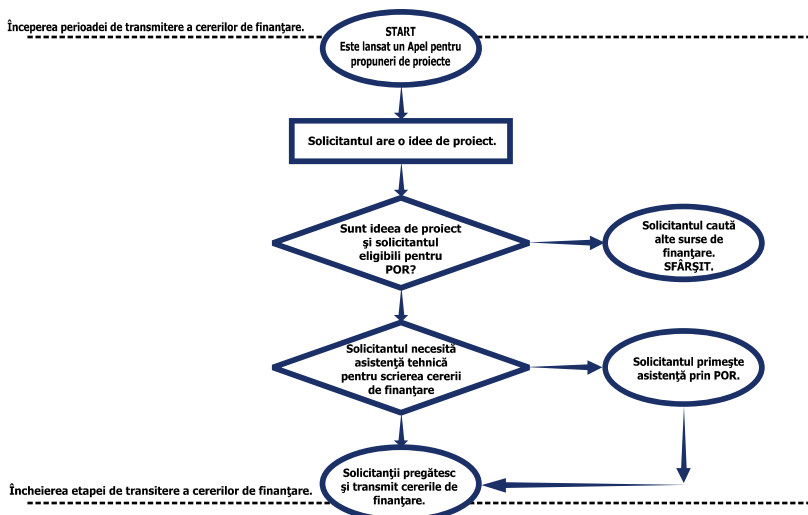 Începerea perioadei de transmitere a cererilor de finanţare.
START
Este lansat un Apel pentru
propuneri de proiecte
Solicitantul are o idee de proiect.
Sunt ideea de proiect
şi solicitantul
eligibili pentru
POR?
Solicitantul caută
alte surse de
finanţare.
SFÂRŞIT.
Solicitantul necesită
asistenţă tehnică
pentru scrierea cererii
de finanţare
Solicitantul primeşte
asistenţă prin POR.
Solicitanţii pregătesc
şi transmit cererile de
finanţare.
Încheierea etapei de transitere a cererilor de finanţare.